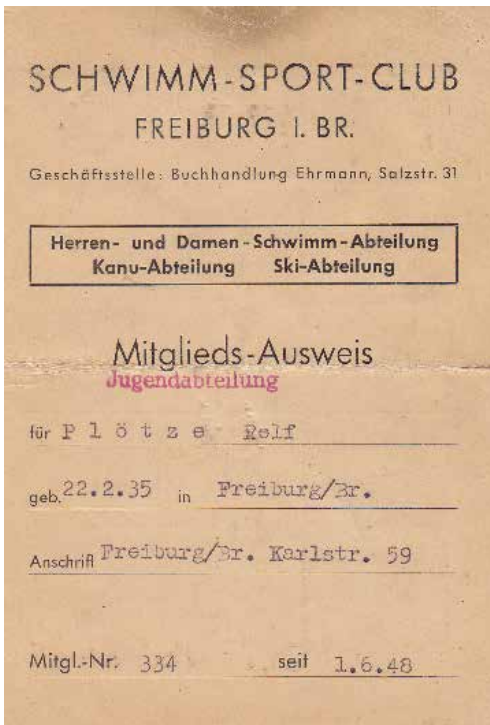 SCHWIMM-SPORT-CLUB
FREIBURG I. BR.
Geschäftsstelle: Buchhandlung Ehrmann, Salzstr. 31
Herren- und Damen-Schwimm-Abteilung
Kanu-Abteilung Ski-Abteilung
Mitglieds-Ausweis
Jugendabteilung
für Plötze Rolf
geb. 22.2.35 in Freiburg/Br.
Anschrift Freiburg/Br. Karlstr. 59
Mitgl.-Nr. 334 seit 1.6.48